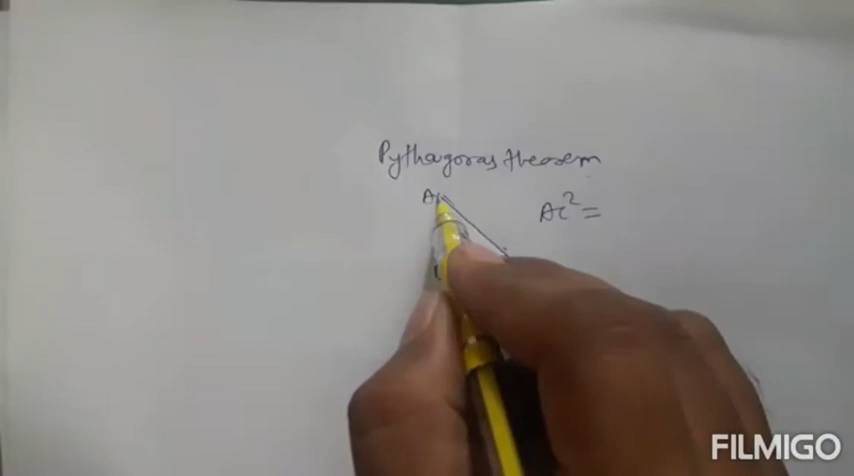 Pythagoras theorem
A
AC² =
FILMIGO